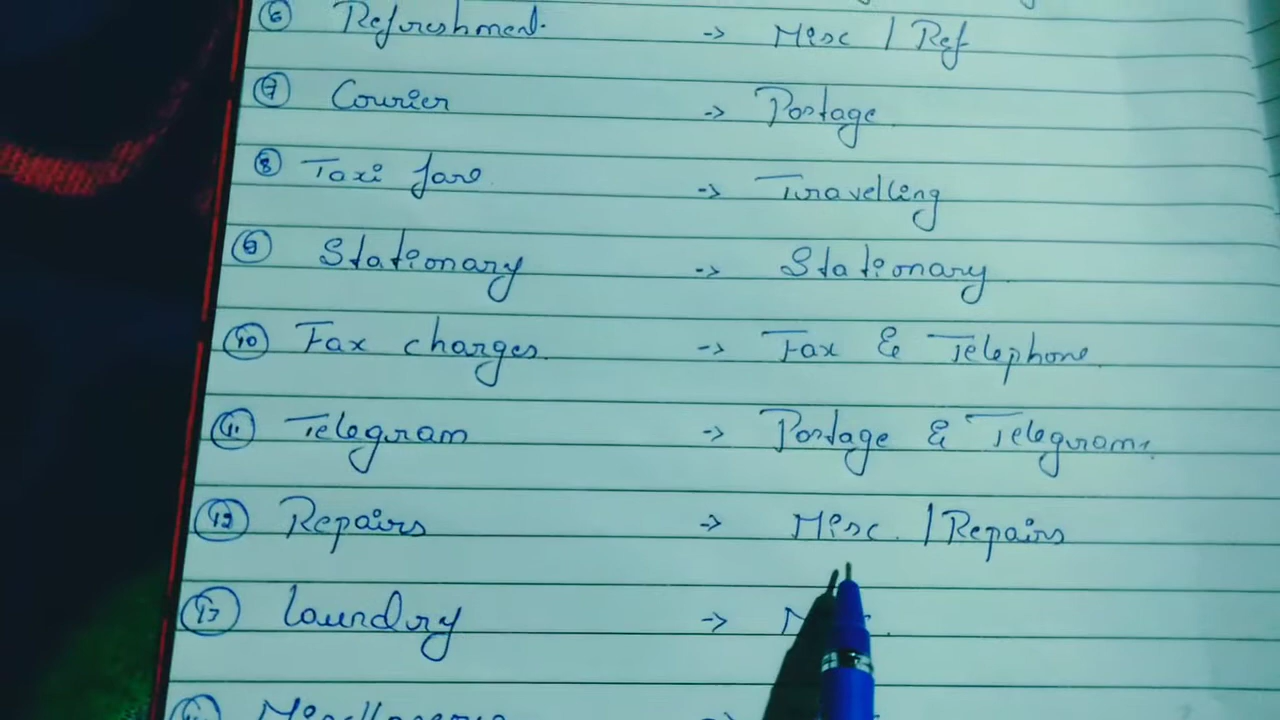 6 Refreshment. -> Misc / Ref
7 Courier -> Postage
8 Taxi fare -> Travelling
9 Stationary -> Stationary
10 Fax charges. -> Fax & Telephone
11 Telegram -> Postage & Telegram.
12 Repairs -> Misc. / Repairs
13 Laundry ->